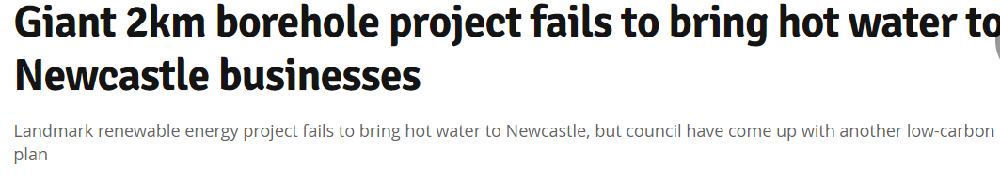 Giant 2km borehole project fails to bring hot water to
Newcastle businesses
Landmark renewable energy project fails to bring hot water to Newcastle, but council have come up with another low-carbon
plan